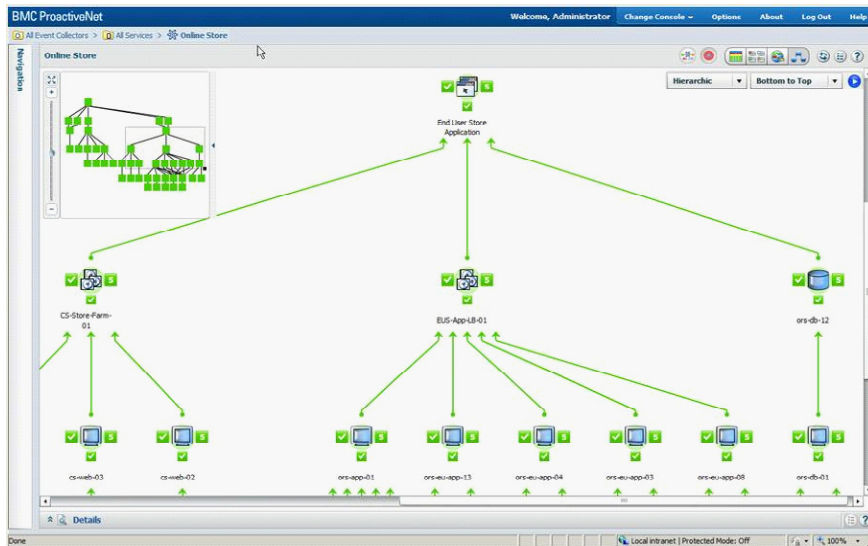 BMC ProactiveNet
Welcome, Administrator
Change Console
Options
About
Log Out
Help
All Event Collectors > All Services > Online Store
Navigation
Online Store
Hierarchic
Bottom to Top
End User Store
Application
CS-Store-Farm-
01
EUS-App-LB-01
ors-db-12
cs-web-03
cs-web-02
ors-app-01
ors-eu-app-13
ors-eu-app-04
ors-eu-app-03
ors-eu-app-08
ors-db-01
Details
Done
Local intranet | Protected Mode: Off
100%